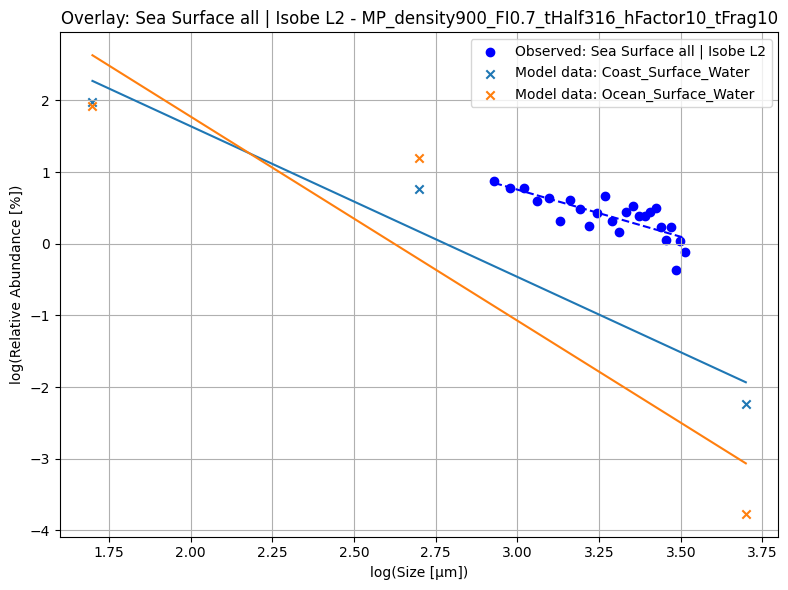 Overlay: Sea Surface all | Isobe L2 - MP_density900_FI0.7_tHalf316_hFactor10_tFrag10
Observed: Sea Surface all | Isobe L2
Model data: Coast_Surface_Water
Model data: Ocean_Surface_Water
log(Relative Abundance [%])
2
1
0
−1
−2
−3
−4
1.75 2.00 2.25 2.50 2.75 3.00 3.25 3.50 3.75
log(Size [µm])